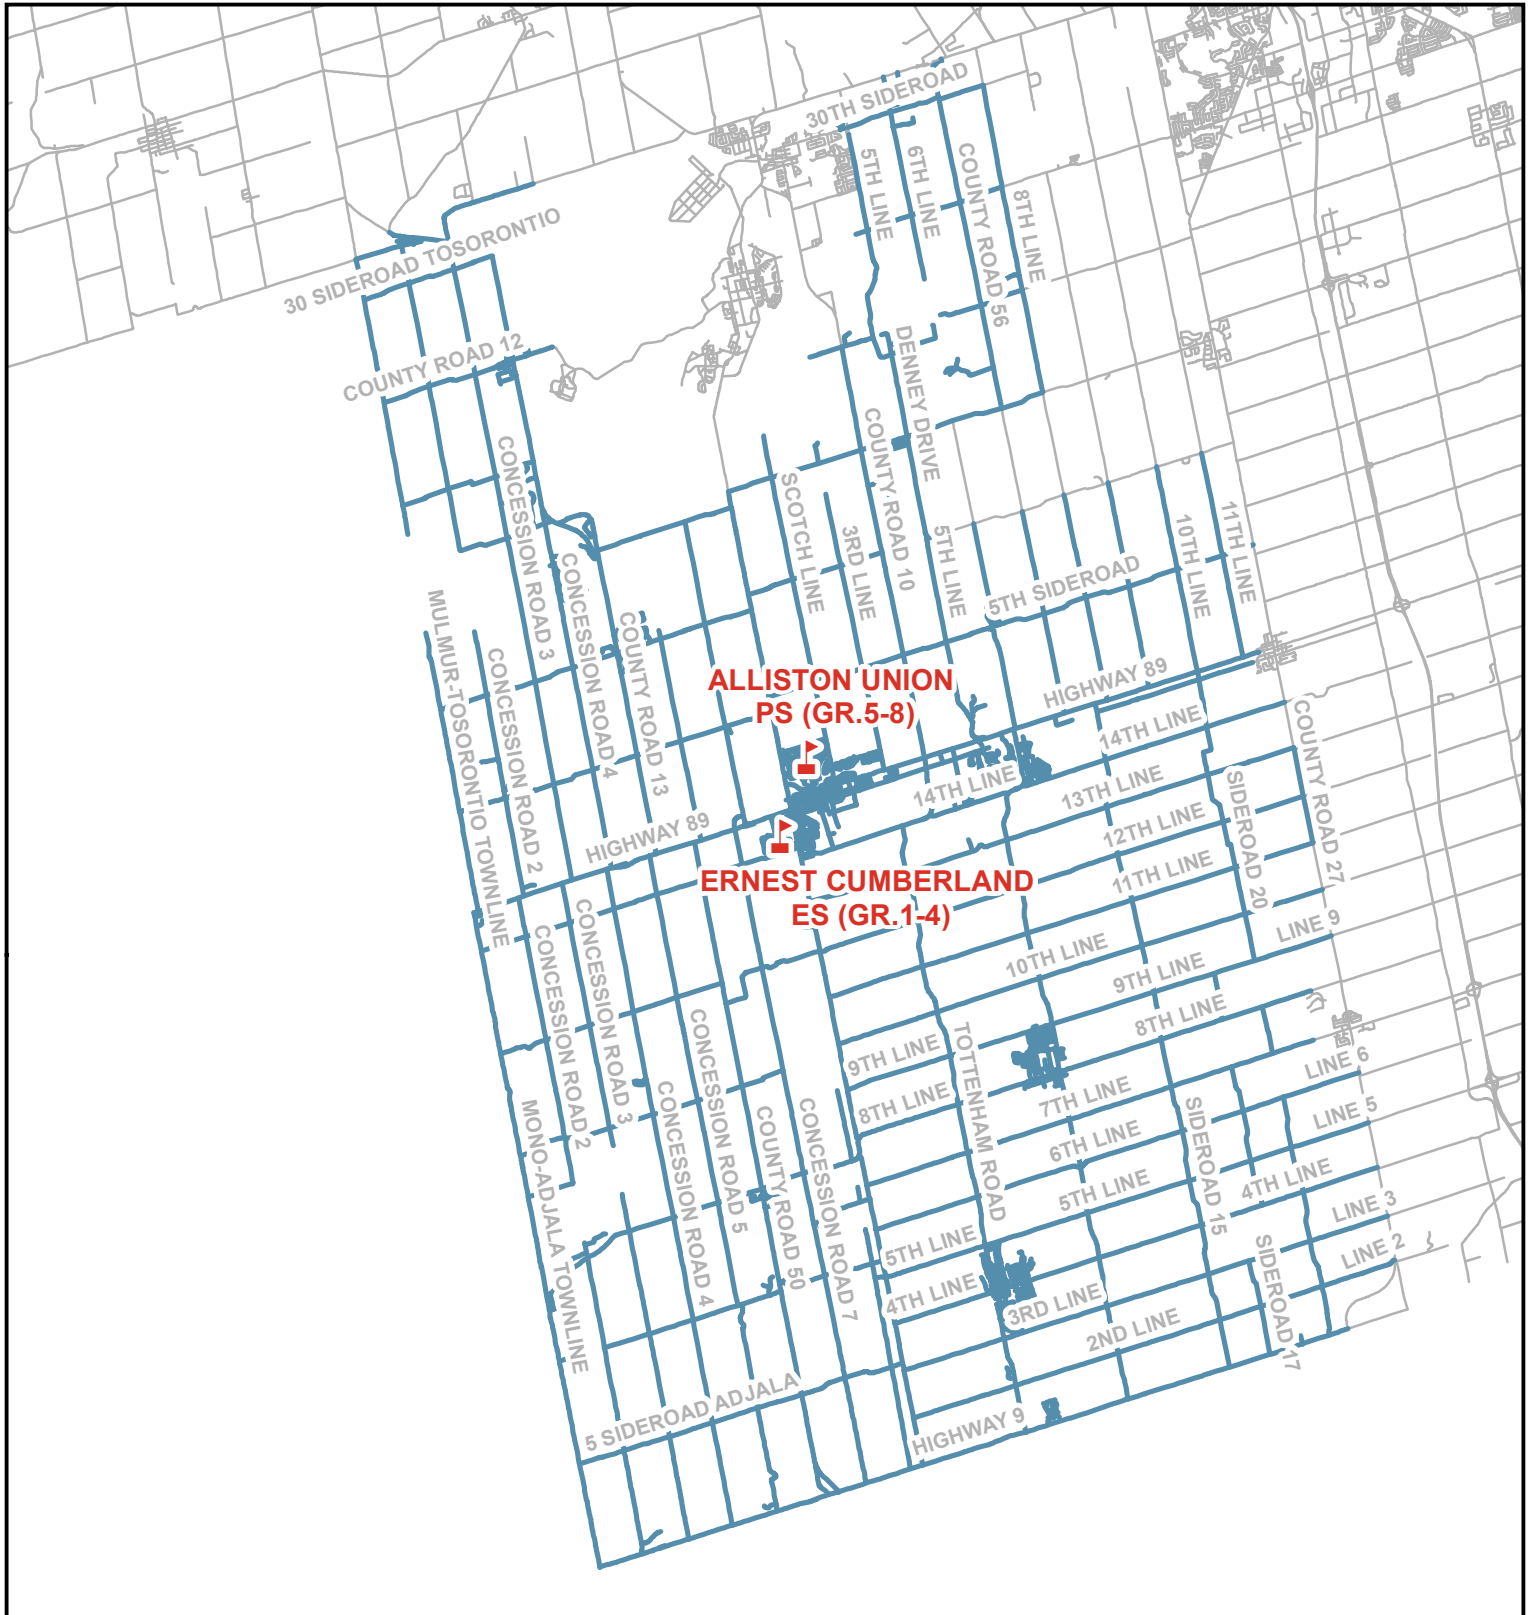 30TH SIDEROAD
5TH LINE
6TH LINE
COUNTY ROAD 56
8TH LINE
30 SIDEROAD TOSORONTIO
COUNTY ROAD 12
DENNEY DRIVE
COUNTY ROAD 10
CONCESSION ROAD 3
SCOTCH LINE
3RD LINE
5TH LINE
10TH LINE
11TH LINE
5TH SIDEROAD
CONCESSION ROAD 4
MULMUR-TOSORONTIO TOWNLINE
CONCESSION ROAD 2
COUNTY ROAD 13
ALLISTON UNION
PS (GR.5-8)
HIGHWAY 89
14TH LINE
COUNTY ROAD 27
14TH LINE
13TH LINE
SIDEROAD 20
12TH LINE
HIGHWAY 89
11TH LINE
ERNEST CUMBERLAND
ES (GR.1-4)
CONCESSION ROAD 2
CONCESSION ROAD 3
LINE 9
10TH LINE
9TH LINE
8TH LINE
CONCESSION ROAD 5
TOTTENHAM ROAD
9TH LINE
8TH LINE
7TH LINE
LINE 6
CONCESSION ROAD 4
MONO-ADJALA TOWNLINE
COUNTY ROAD 50
CONCESSION ROAD 7
SIDEROAD 15
LINE 5
6TH LINE
5TH LINE
4TH LINE
LINE 3
5TH LINE
SIDEROAD 17
LINE 2
4TH LINE
3RD LINE
2ND LINE
5 SIDEROAD ADJALA
HIGHWAY 9